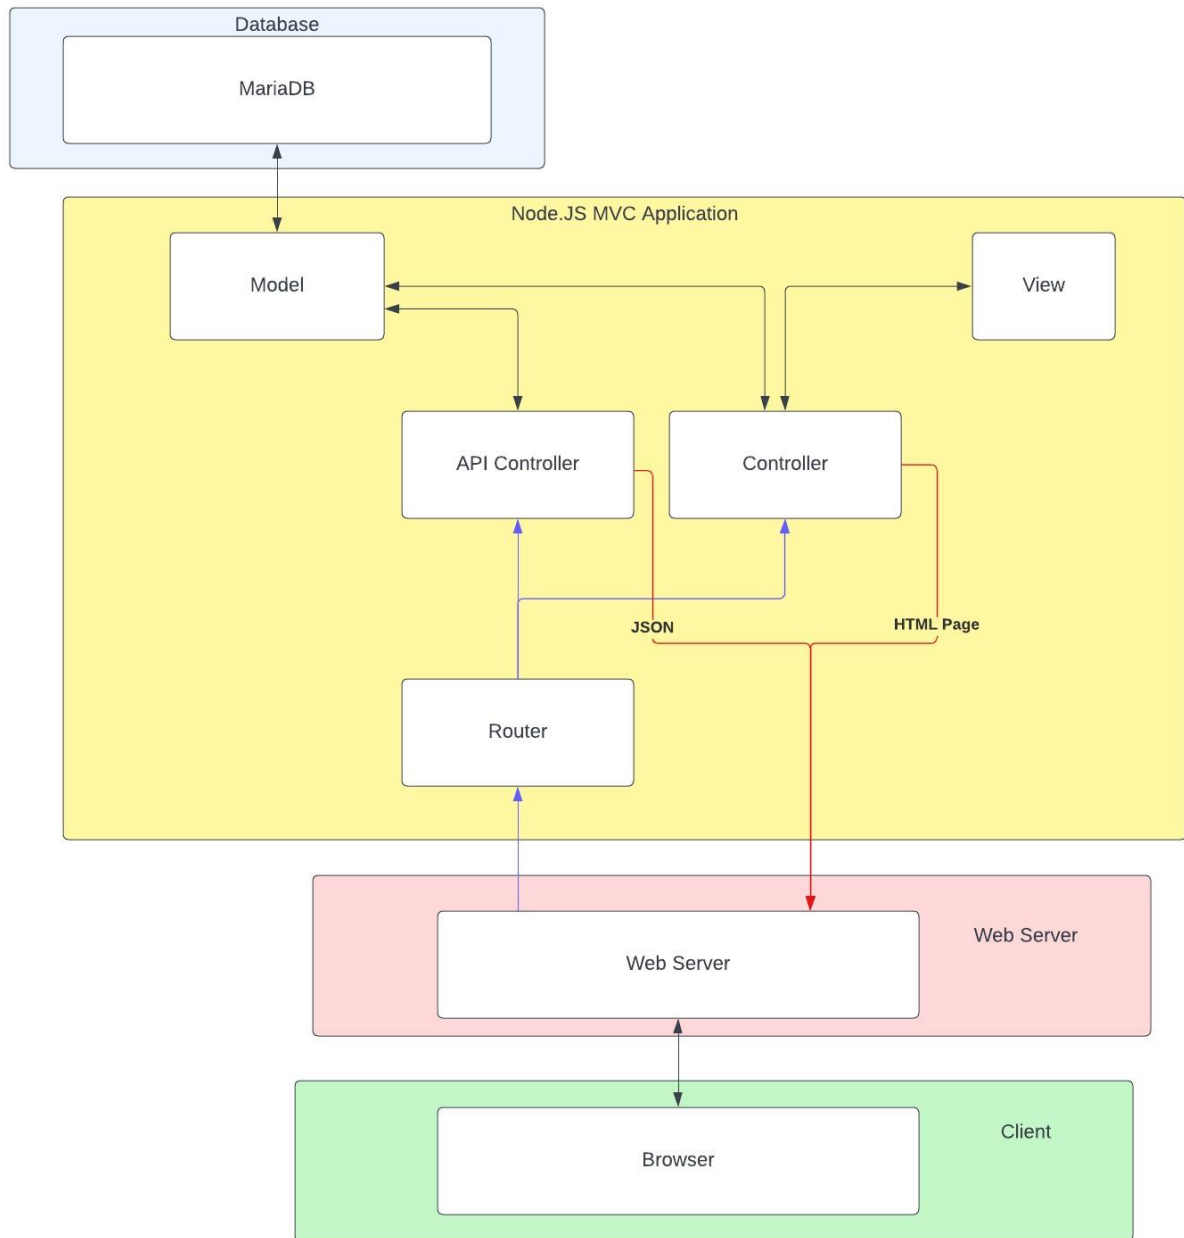 Database
MariaDB
Node.JS MVC Application
Model
View
API Controller
Controller
JSON
HTML Page
Router
Web Server
Web Server
Client
Browser